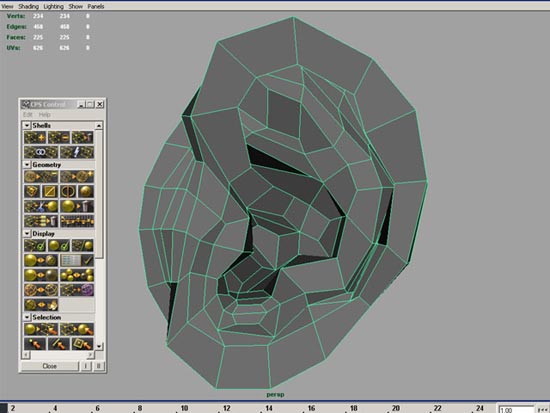 View Shading Lighting Show Panels
Verts: 234 234 0
Edges: 458 458 0
Faces: 225 225 0
UVs: 626 626 0
CPS Control
Edit Help
Shells
Geometry
Display
Selection
Close I II
persp
2 4 6 8 10 12 14 16 18 20 22 24
1.00